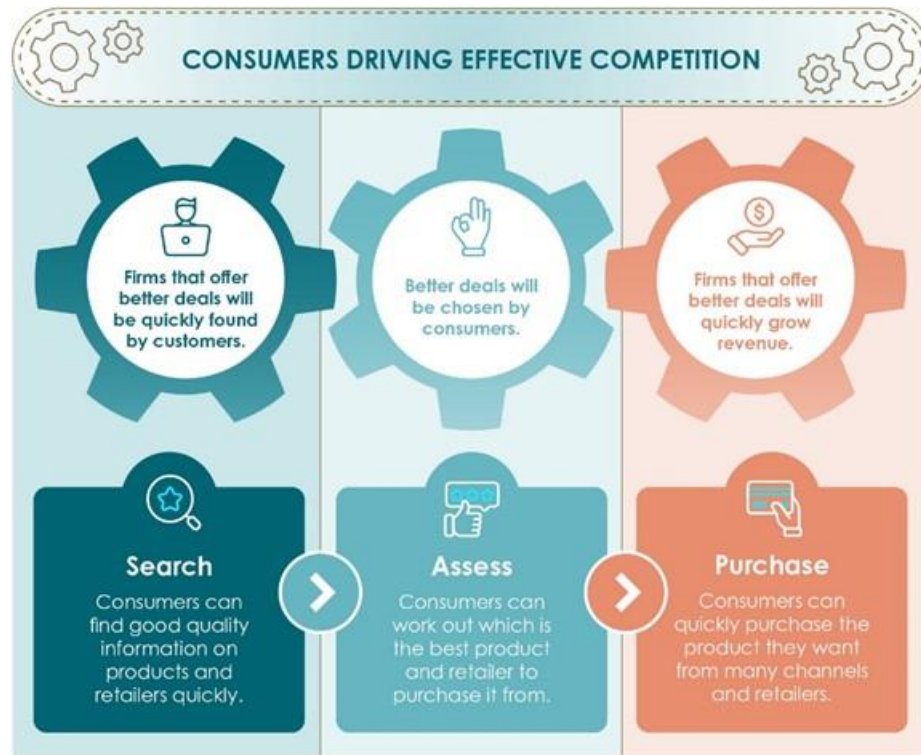 CONSUMERS DRIVING EFFECTIVE COMPETITION
Firms that offer
better deals will
be quickly found
by customers.
Better deals will
be chosen by
consumers.
Firms that offer
better deals will
quickly grow
revenue.
Search
Consumers can
find good quality
information on
products and
retailers quickly.
Assess
Consumers can
work out which is
the best product
and retailer to
purchase it from.
Purchase
Consumers can
quickly purchase the
product they want
from many channels
and retailers.